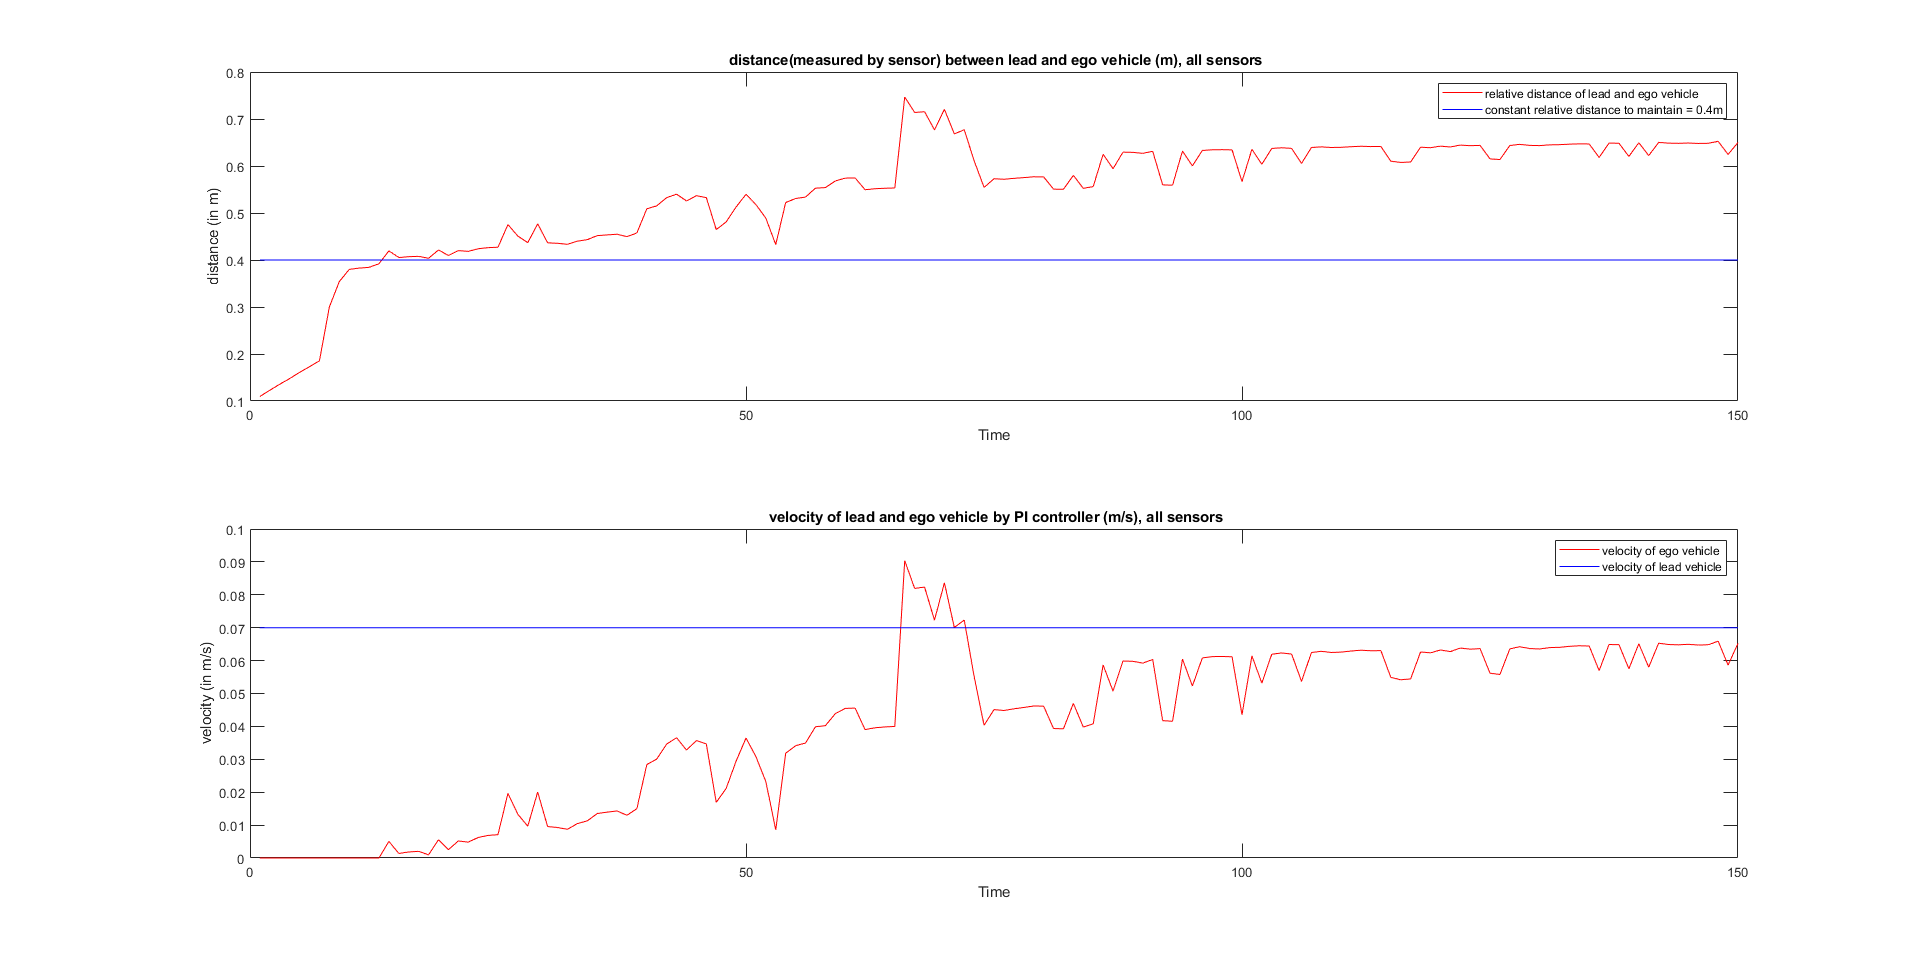 distance(measured by sensor) between lead and ego vehicle (m), all sensors
0.8
0.7
0.6
0.5
0.4
0.3
0.2
0.1
distance (in m)
relative distance of lead and ego vehicle
constant relative distance to maintain = 0.4m
0
50
100
150
Time
velocity of lead and ego vehicle by PI controller (m/s), all sensors
0.1
0.09
0.08
0.07
0.06
0.05
0.04
0.03
0.02
0.01
0
velocity (in m/s)
velocity of ego vehicle
velocity of lead vehicle
0
50
100
150
Time